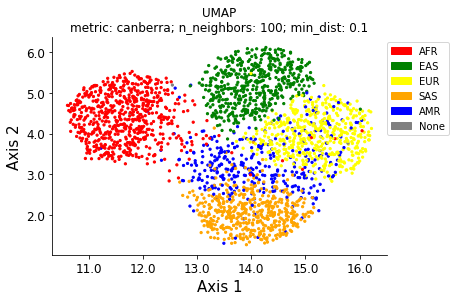 UMAP
metric: canberra; n_neighbors: 100; min_dist: 0.1
6.0
5.0
4.0
3.0
2.0
Axis 2
11.0 12.0 13.0 14.0 15.0 16.0
Axis 1
AFR
EAS
EUR
SAS
AMR
None